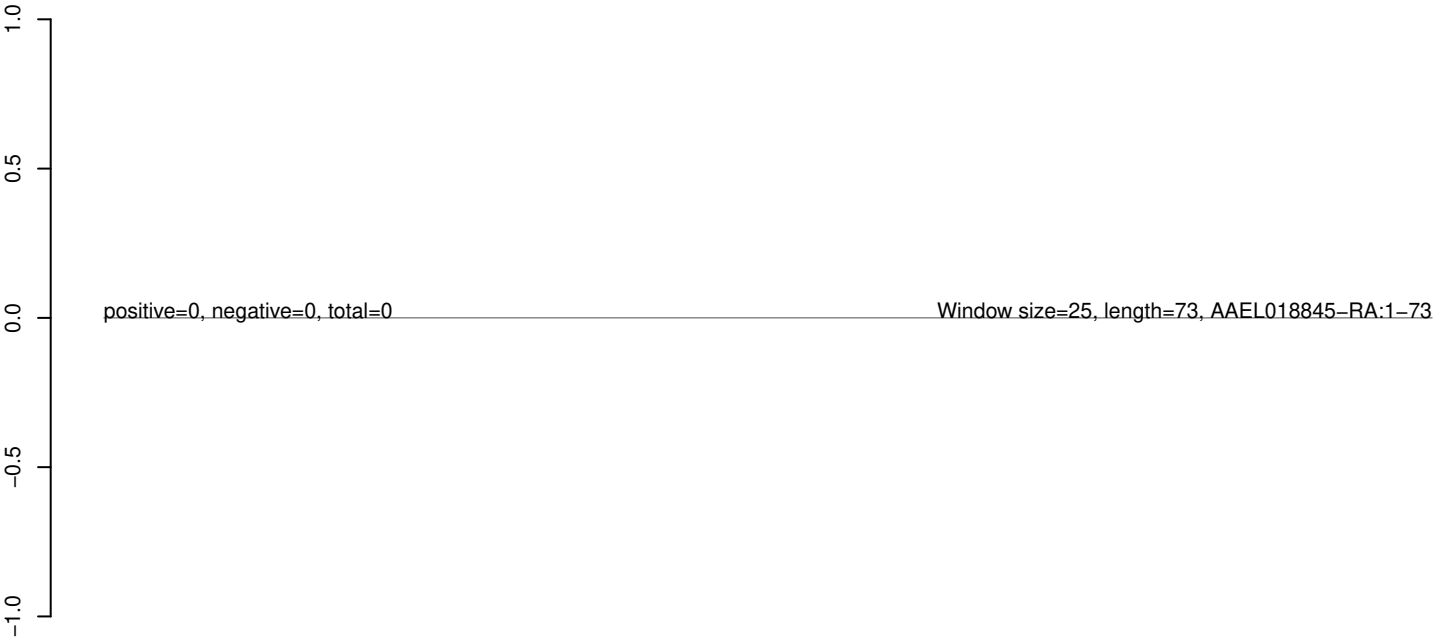 1.0
0.5
0.0
−0.5
−1.0
positive=0, negative=0, total=0
Window size=25, length=73, AAEL018845−RA:1−73